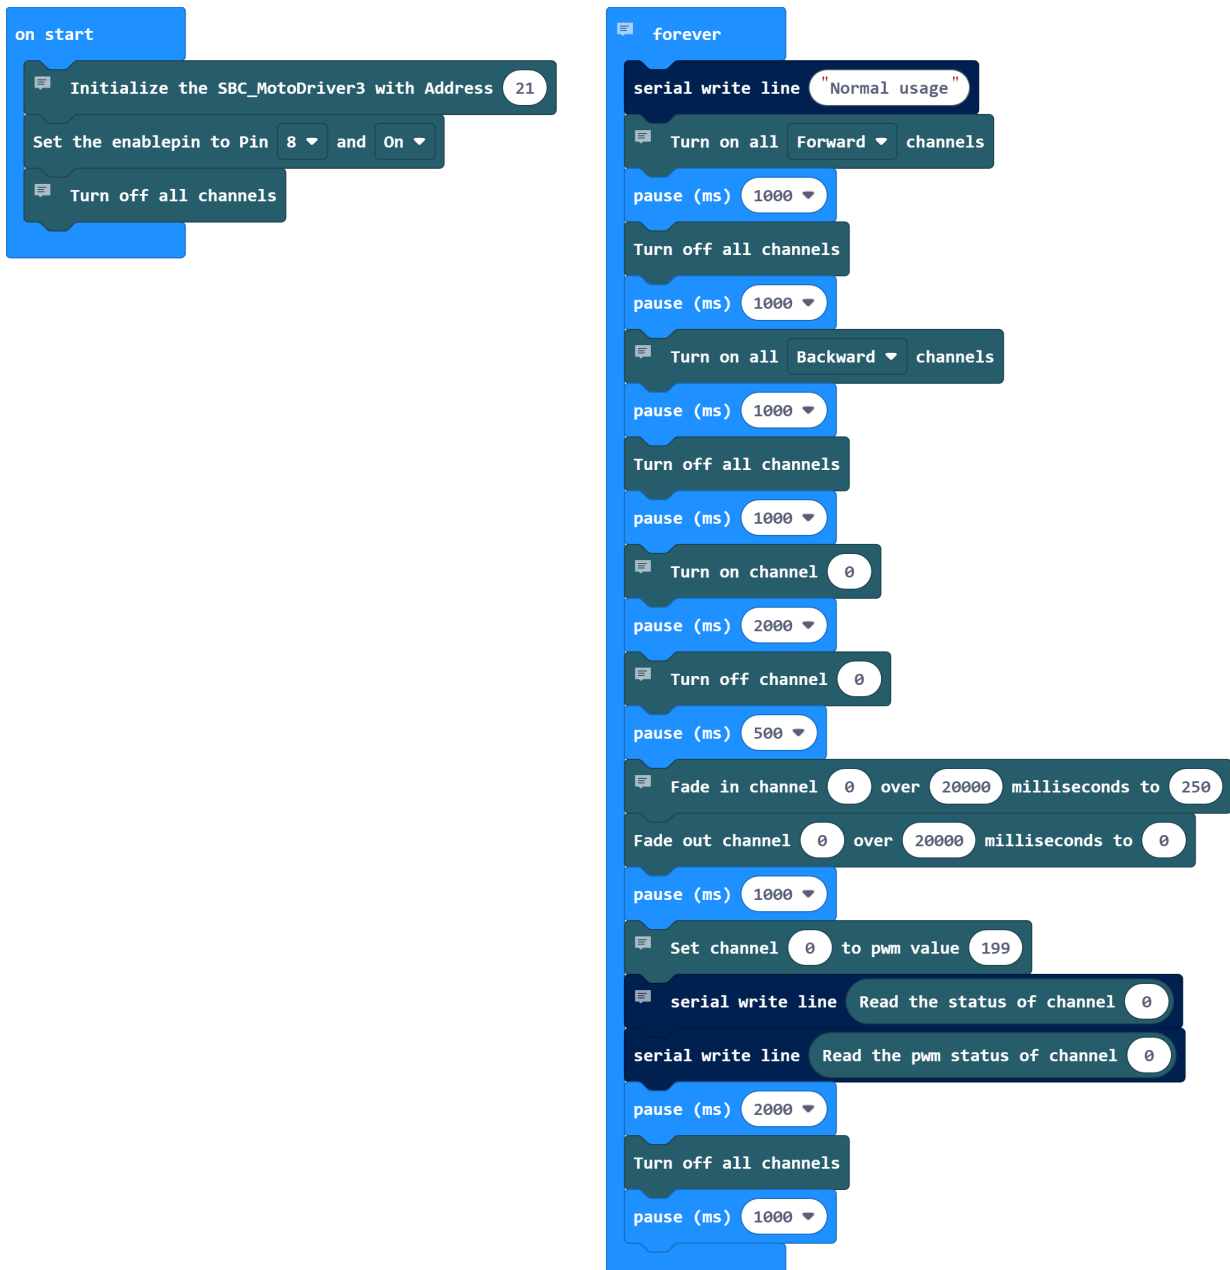 on start
Initialize the SBC_MotoDriver3 with Address 21
Set the enablepin to Pin 8 and On
Turn off all channels
forever
serial write line "Normal usage"
Turn on all Forward channels
pause (ms) 1000
Turn off all channels
pause (ms) 1000
Turn on all Backward channels
pause (ms) 1000
Turn off all channels
pause (ms) 1000
Turn on channel 0
pause (ms) 2000
Turn off channel 0
pause (ms) 500
Fade in channel 0 over 20000 milliseconds to 250
Fade out channel 0 over 20000 milliseconds to 0
pause (ms) 1000
Set channel 0 to pwm value 199
serial write line Read the status of channel 0
serial write line Read the pwm status of channel 0
pause (ms) 2000
Turn off all channels
pause (ms) 1000